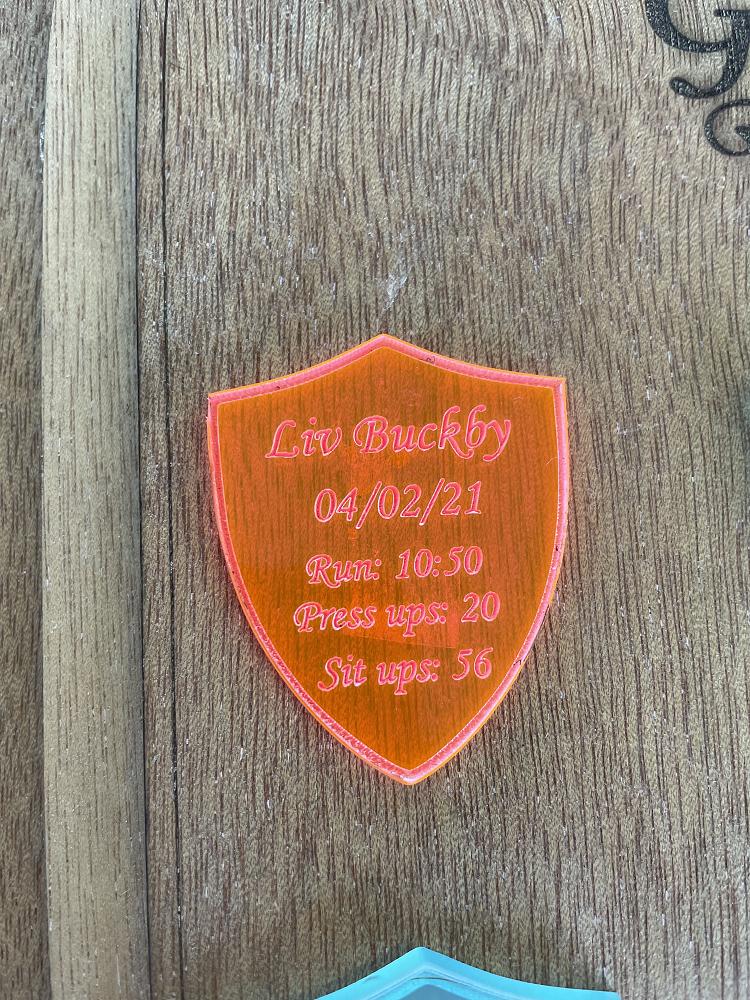 Liv Buckby
04/02/21
Run: 10:50
Press ups: 20
Sit ups: 56